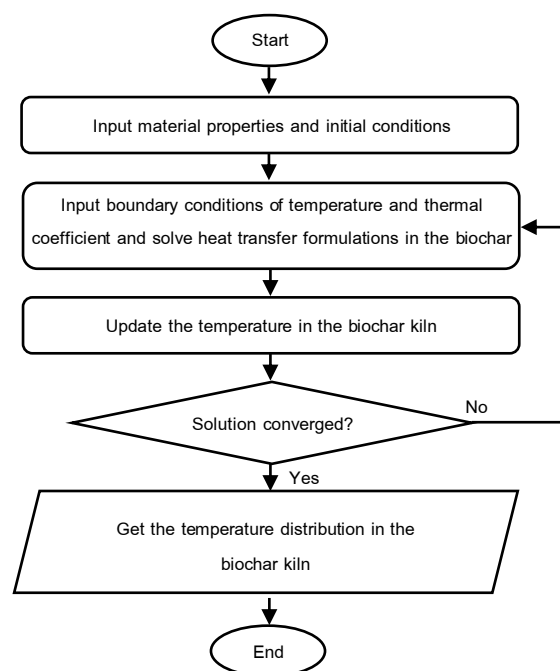 Start
Input material properties and initial conditions
Input boundary conditions of temperature and thermal
coefficient and solve heat transfer formulations in the biochar
Update the temperature in the biochar kiln
Solution converged?
No
Yes
Get the temperature distribution in the
biochar kiln
End